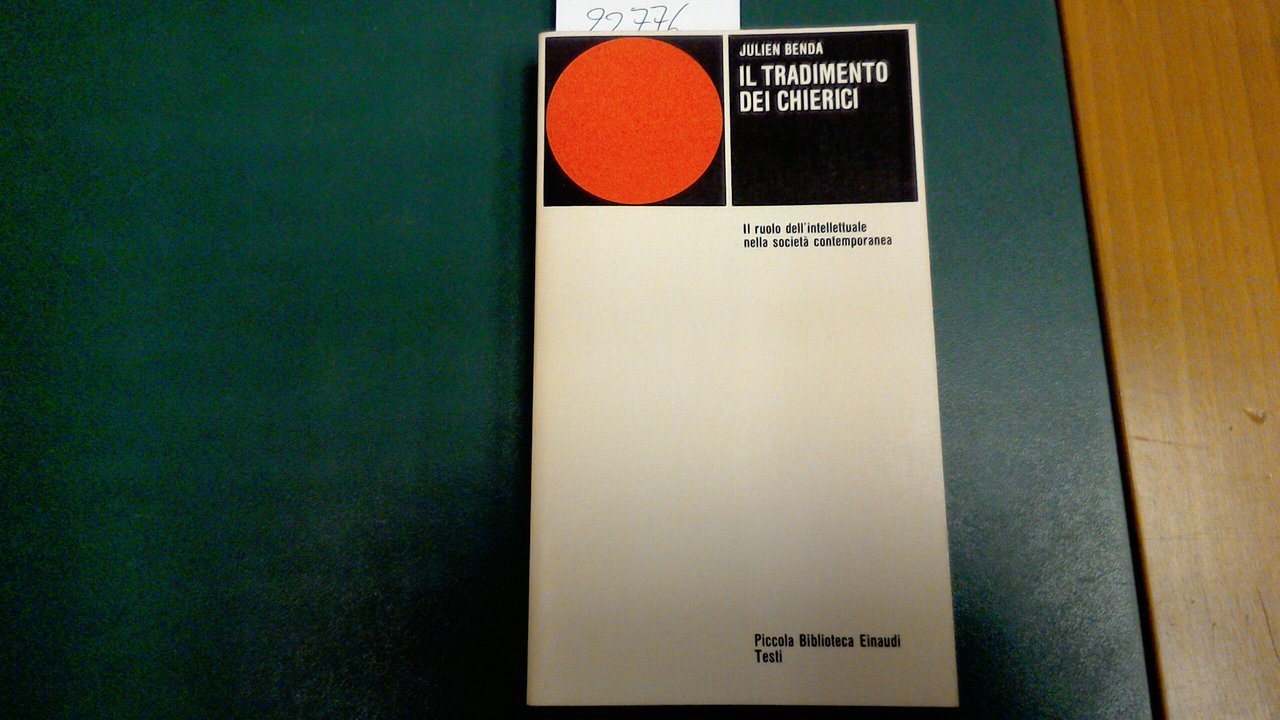 92776
JULIEN BENDA
IL TRADIMENTO
DEI CHIERICI
Il ruolo dell'intellettuale
nella società contemporanea
Piccola Biblioteca Einaudi
Testi